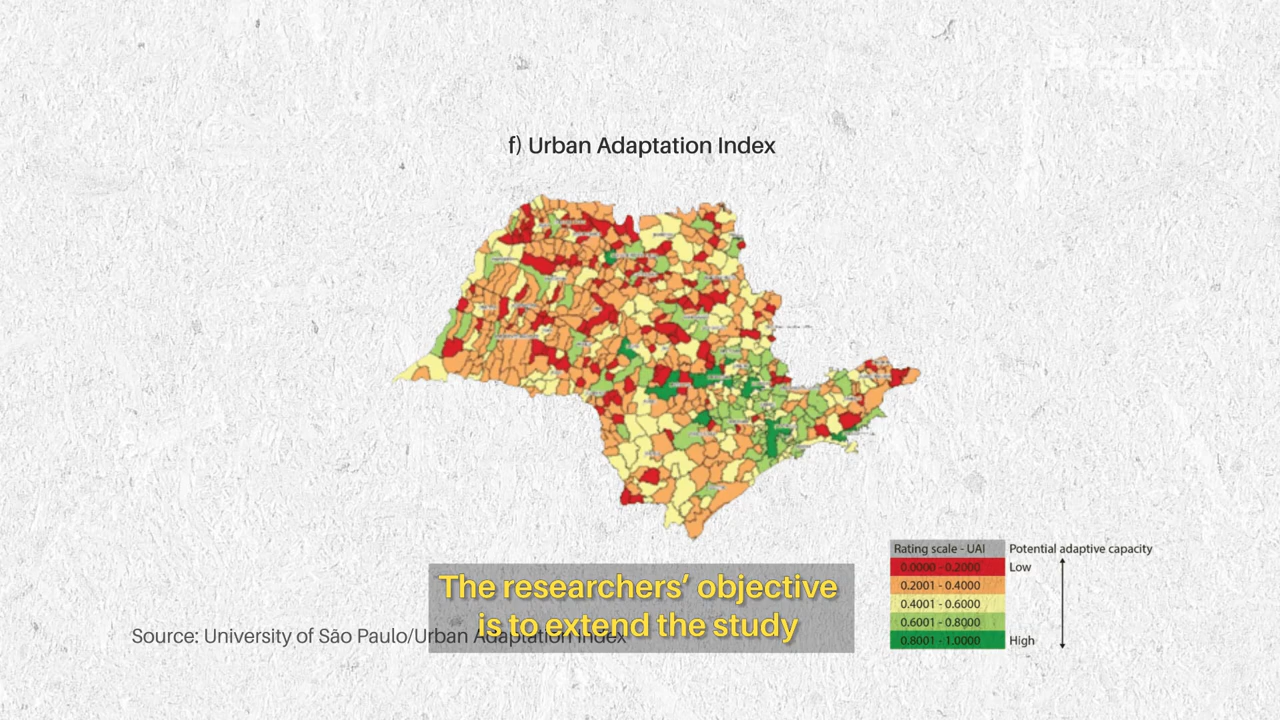 BRAZILIAN
REPORT
f) Urban Adaptation Index
Rating scale - UAI
Potential adaptive capacity
0.0000 - 0.2000
Low
0.2001 - 0.4000
0.4001 - 0.6000
0.6001 - 0.8000
0.8001 - 1.0000
High
The researchers’ objective
is to extend the study
Source: University of São Paulo/Urban Adaptation Index